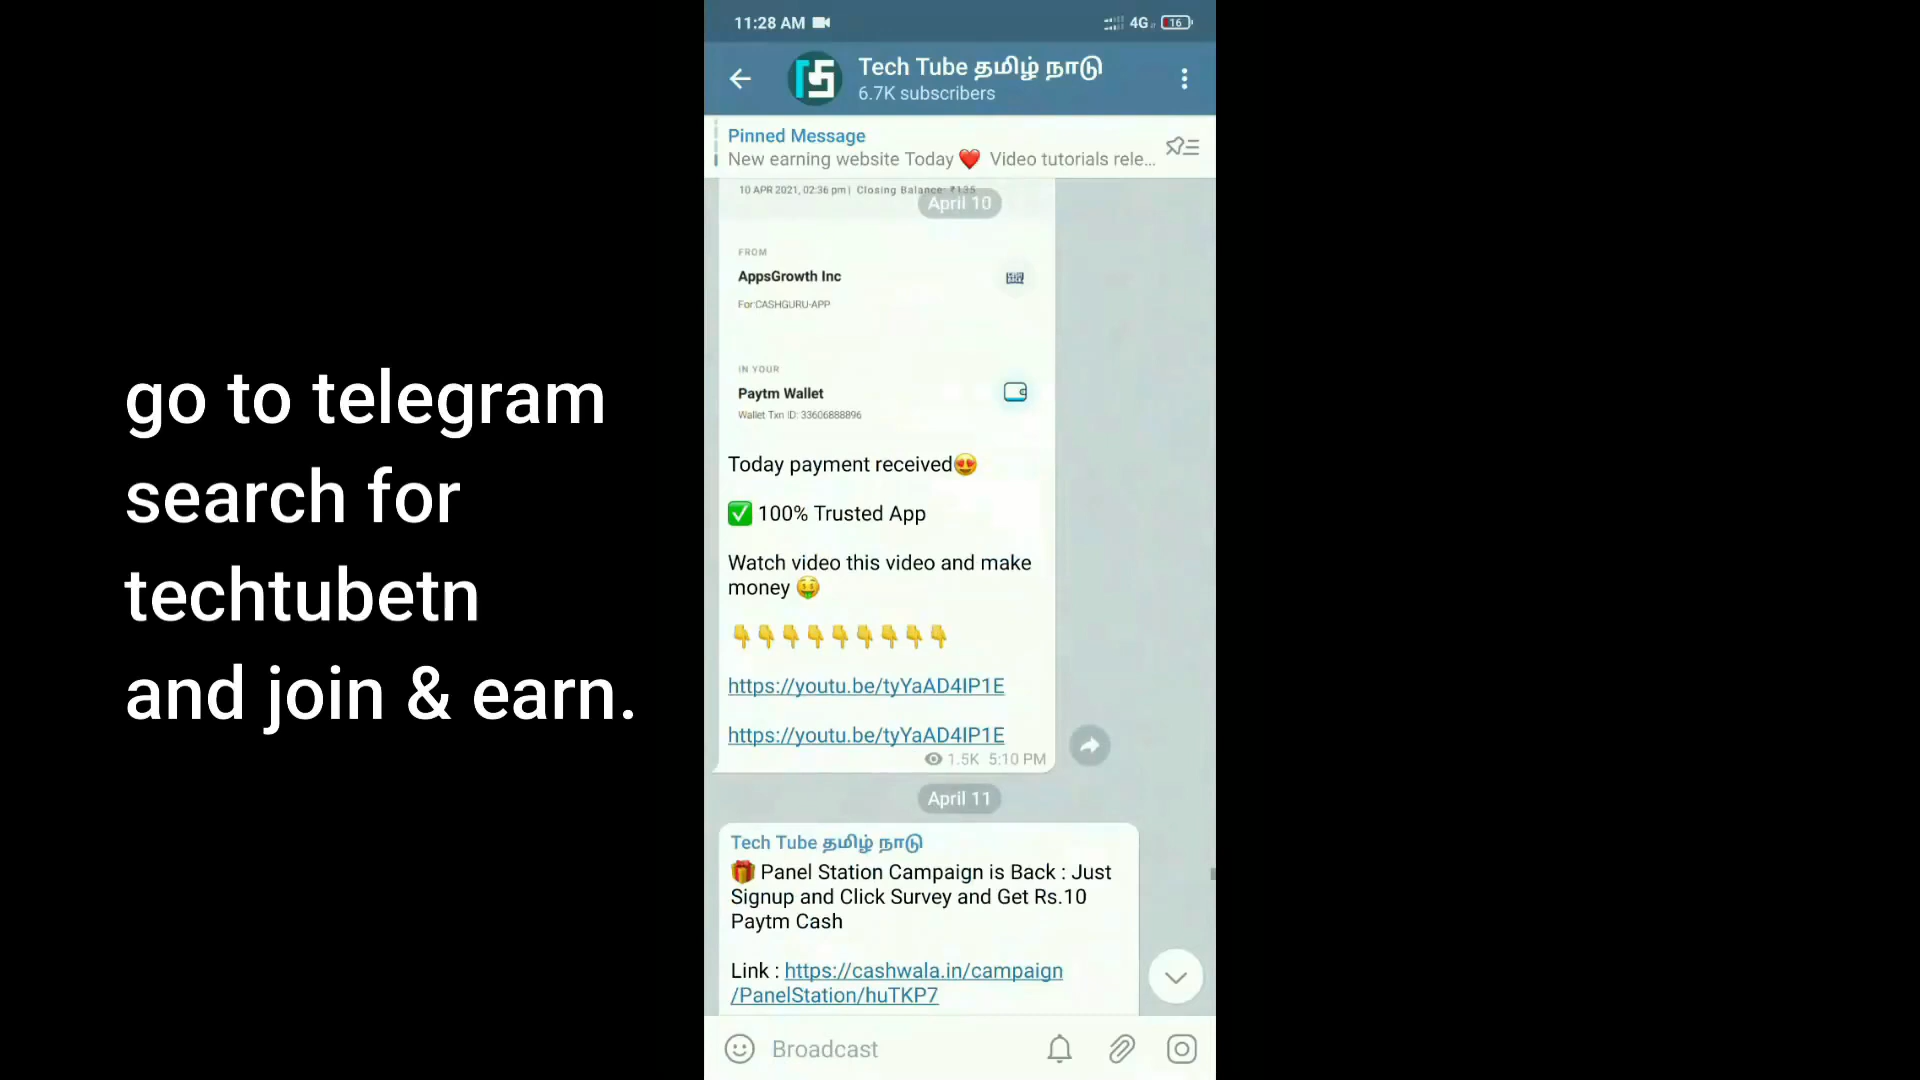 go to telegram
search for
techtubetn
and join & earn.
11:28 AM
4G
16
Tech Tube தமிழ் நாடு
6.7K subscribers
Pinned Message
New earning website Today ❤️ Video tutorials rele...
10 APR 2021, 02:36 pm | Closing Balance: ₹135
April 10
FROM
AppsGrowth Inc
For:CASHGURU-APP
IN YOUR
Paytm Wallet
Wallet Txn ID: 33606888896
Today payment received😍
✅ 100% Trusted App
Watch video this video and make
money 🤑
👇👇👇👇👇👇👇👇👇
https://youtu.be/tyYaAD4IP1E
https://youtu.be/tyYaAD4IP1E
1.5K 5:10 PM
April 11
Tech Tube தமிழ் நாடு
🎁 Panel Station Campaign is Back : Just
Signup and Click Survey and Get Rs.10
Paytm Cash
Link : https://cashwala.in/campaign
/PanelStation/huTKP7
Broadcast